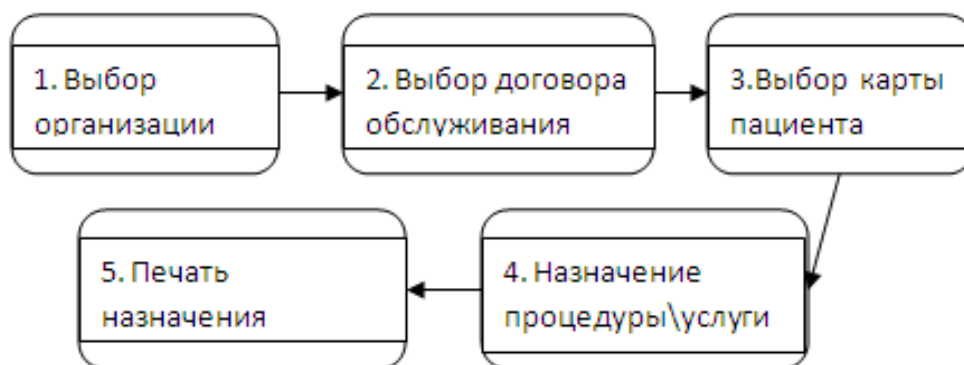 1. Выбор
организации
2. Выбор договора
обслуживания
3.Выбор карты
пациента
4. Назначение
процедуры\услуги
5. Печать
назначения